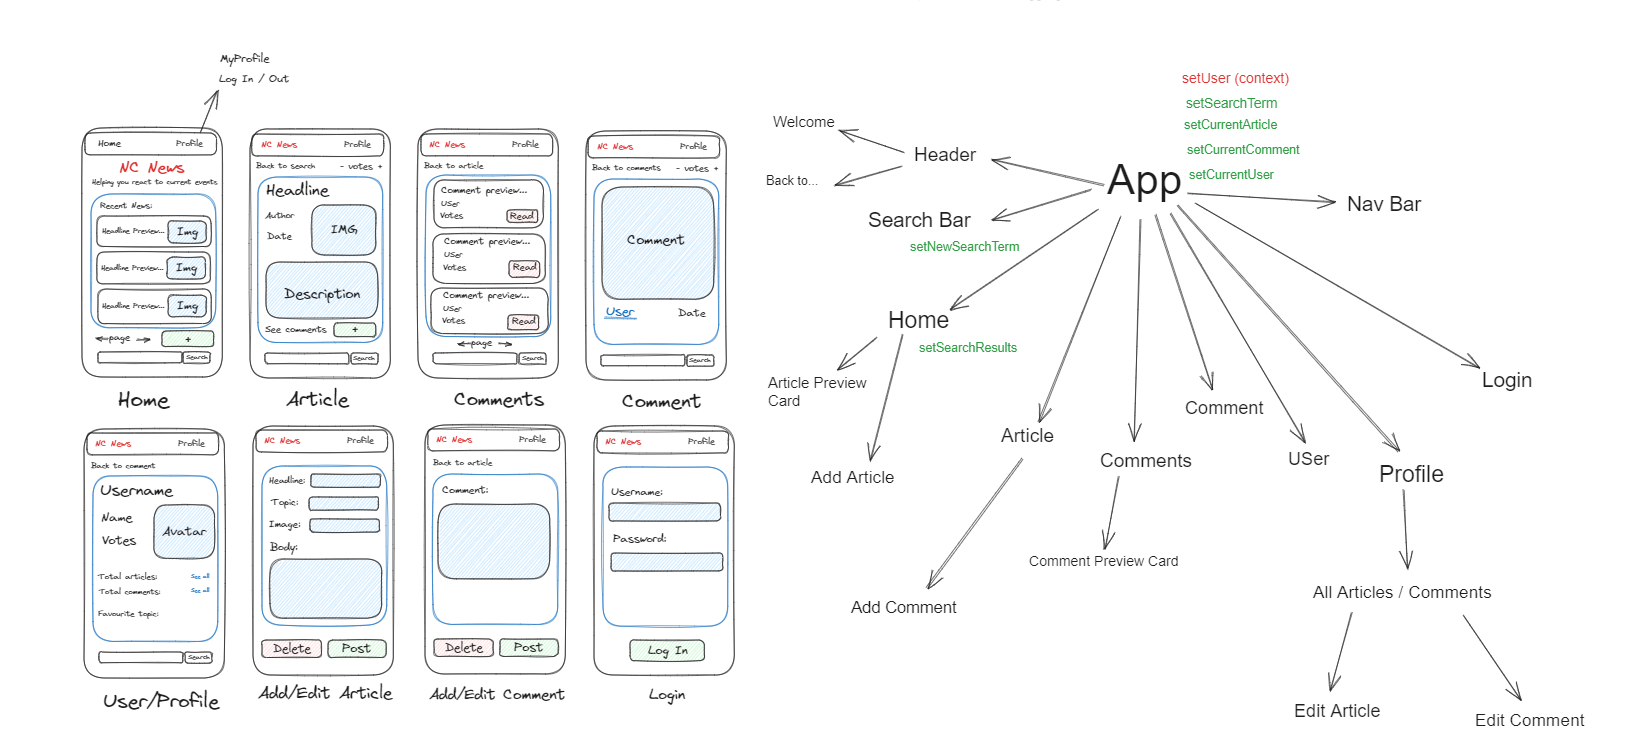 MyProfile
Log In / Out
Home Profile
NC News
Helping you react to current events
Recent News:
Headline Preview... Img
Headline Preview... Img
Headline Preview... Img
page +
Search
Home
NC News Profile
Back to search - votes +
Headline
Author
Date
IMG
Description
See comments +
Search
Article
NC News Profile
Back to article
Comment preview...
User
Votes Read
Comment preview...
User
Votes Read
Comment preview...
User
Votes Read
page
Search
Comments
NC News Profile
Back to comments - votes +
Comment
User Date
Search
Comment
NC News Profile
Back to comment
Username
Name
Votes
Avatar
Total articles: See all
Total comments: See all
Favourite topic:
Search
User/Profile
NC News Profile
Headline:
Topic:
Image:
Body:
Delete Post
Add/Edit Article
NC News Profile
Back to article
Comment:
Delete Post
Add/Edit Comment
NC News Profile
Username:
Password:
Log In
Login
setUser (context)
setSearchTerm
setCurrentArticle
setCurrentComment
setCurrentUser
App
Welcome
Header
Back to...
Search Bar
setNewSearchTerm
Nav Bar
Home
setSearchResults
Article Preview
Card
Add Article
Article
Add Comment
Comments
Comment Preview Card
Comment
USer
Profile
Login
All Articles / Comments
Edit Article
Edit Comment